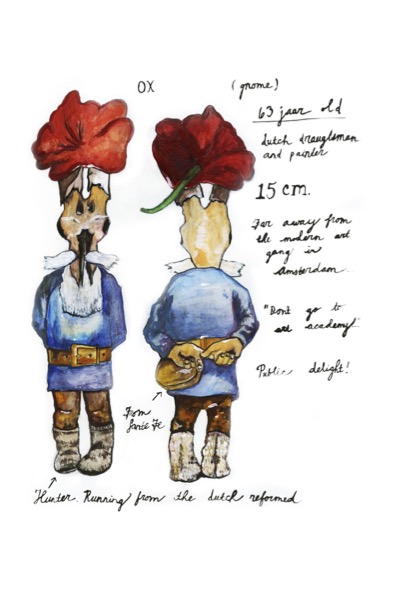 OX
(gnome)
63 jaar old
dutch draugtsman
and painter
15 cm.
Far away from
the modern art
gang in
Amsterdam
"Dont go to
art academy"
Public delight!
From
Santa Fe
Hunter. Running from the dutch reformed